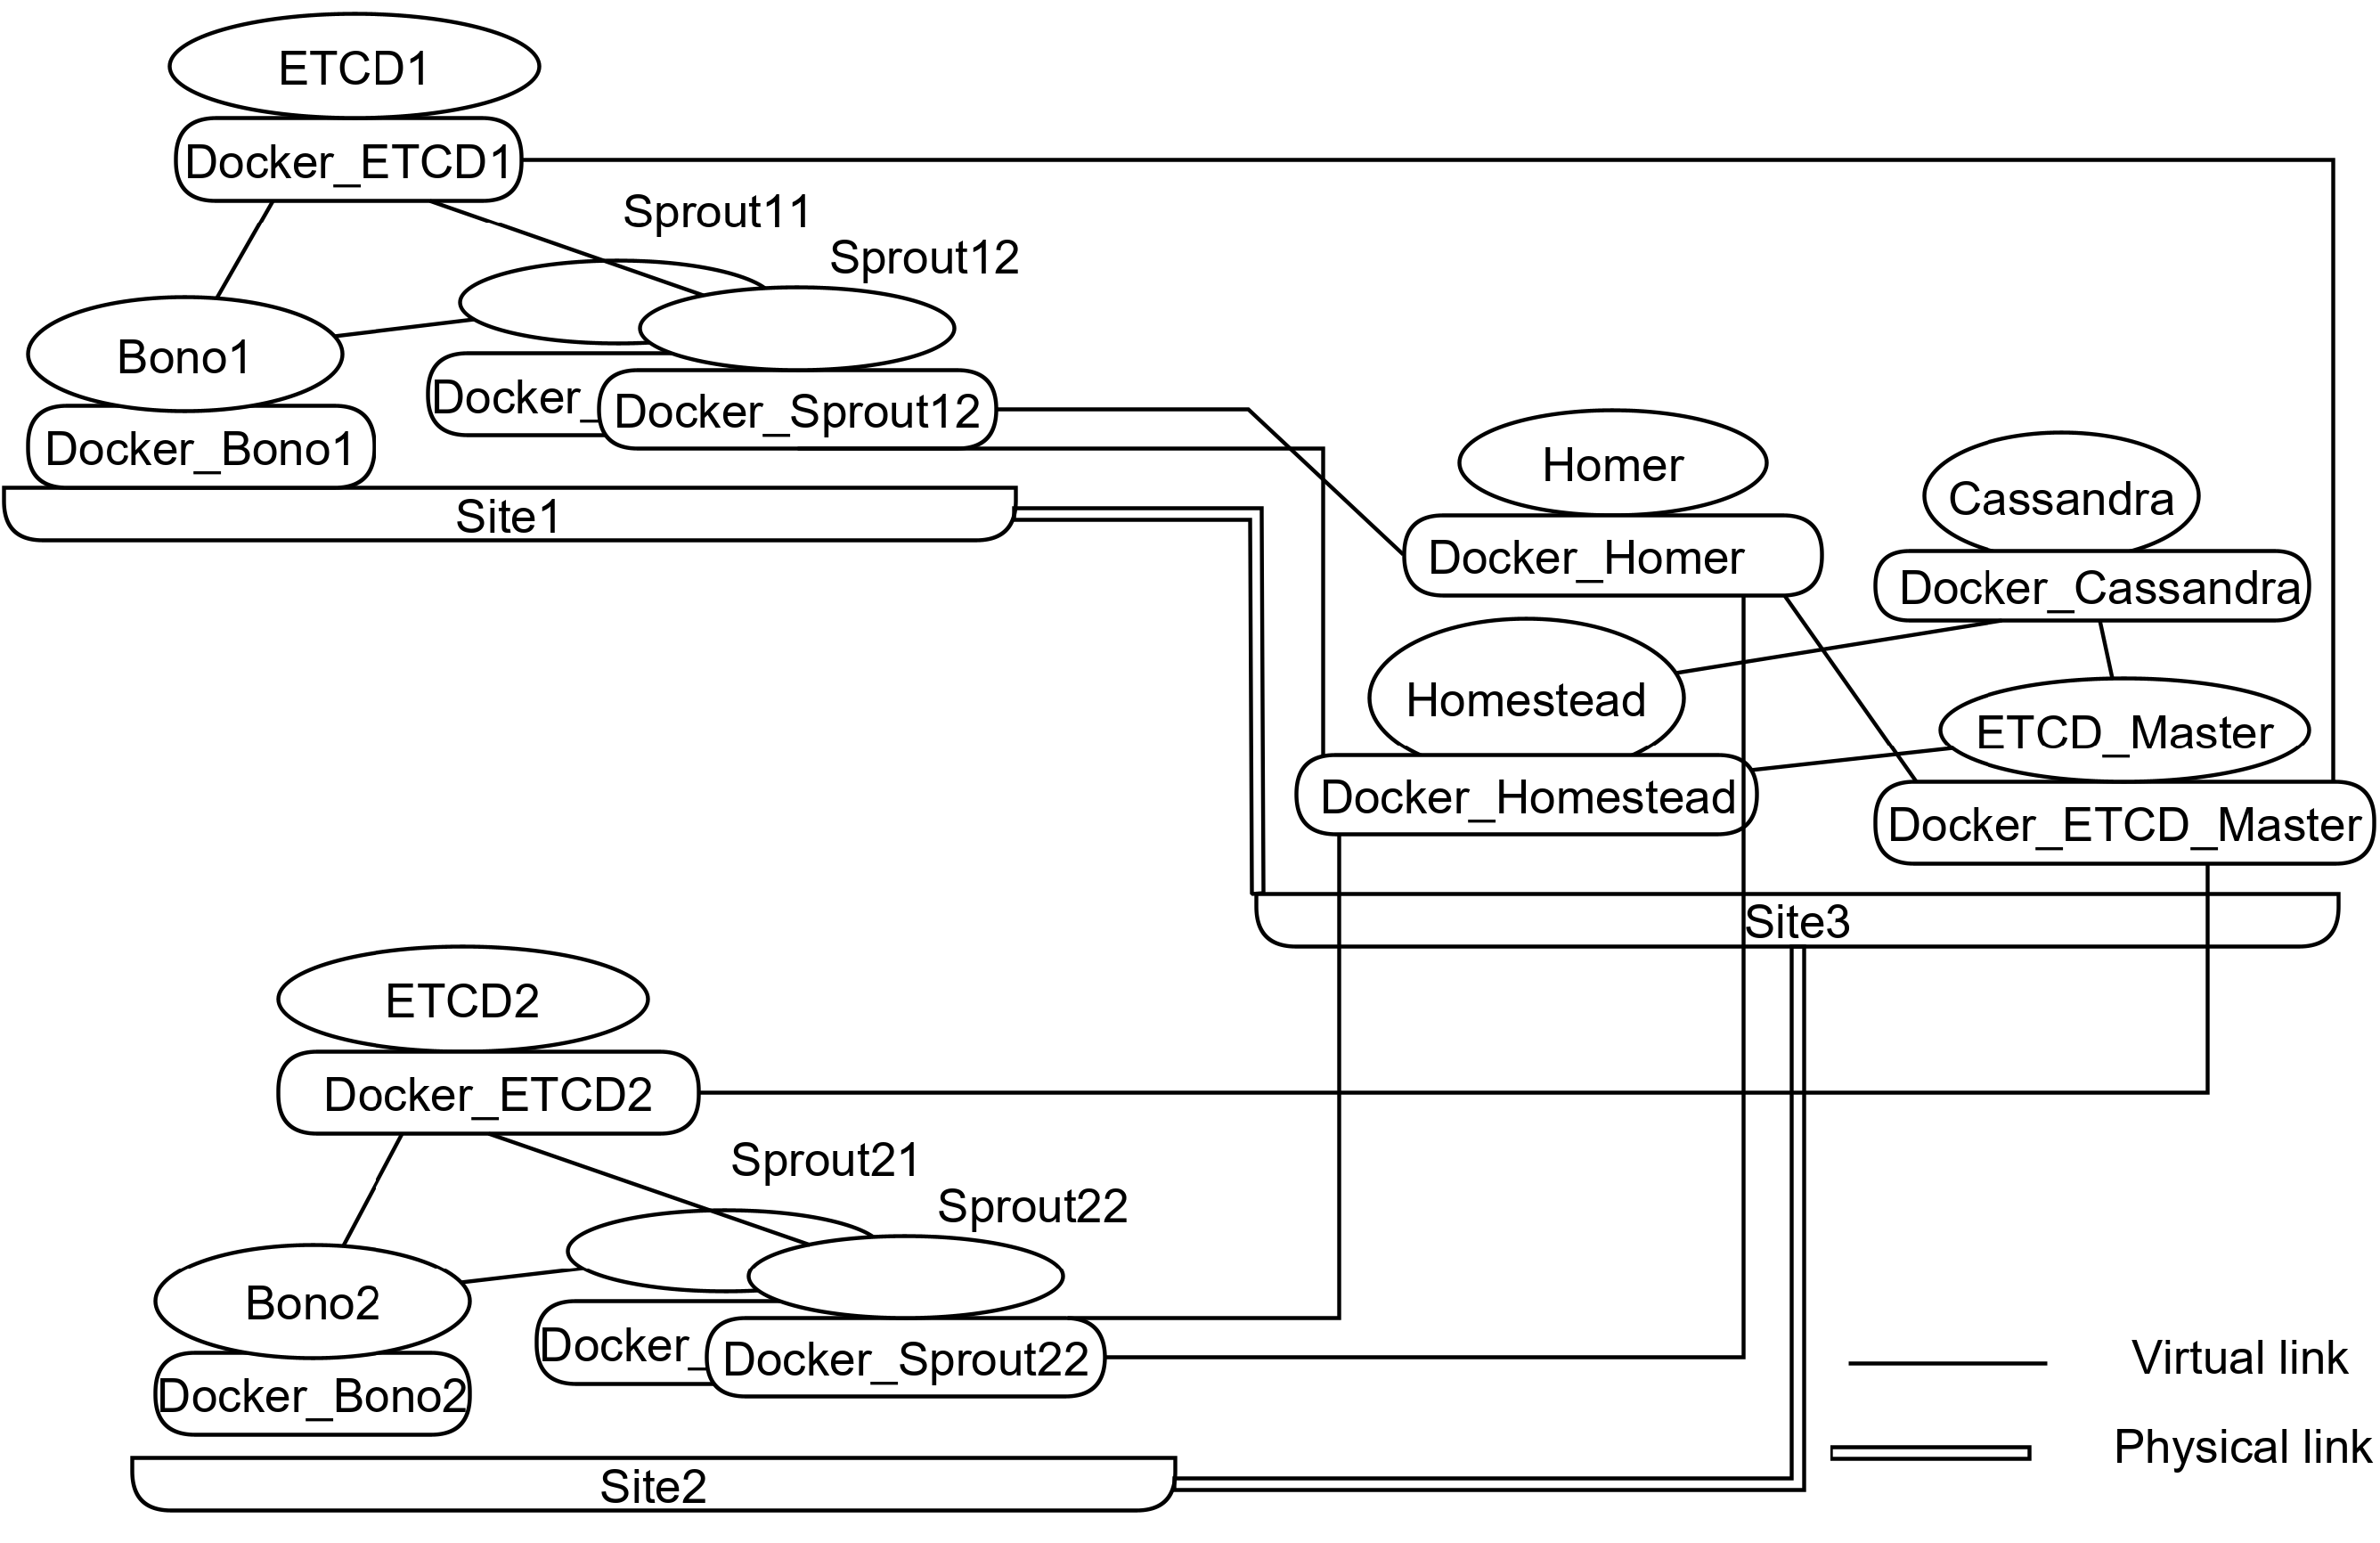 ETCD1
Docker_ETCD1
Sprout11
Sprout12
Bono1
Docker_
Docker_Sprout12
Docker_Bono1
Site1
Homer
Cassandra
Docker_Homer
Docker_Cassandra
Homestead
ETCD_Master
Docker_Homestead
Docker_ETCD_Master
Site3
ETCD2
Docker_ETCD2
Sprout21
Sprout22
Bono2
Docker_
Docker_Sprout22
Docker_Bono2
Site2
Virtual link
Physical link